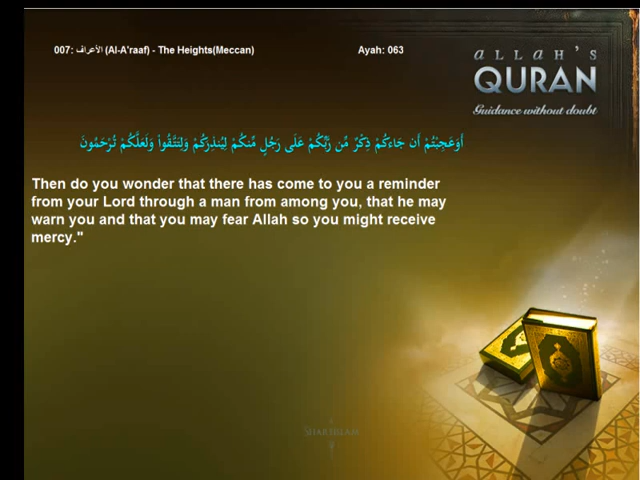 007: الأعراف (Al-A'raaf) - The Heights(Meccan) Ayah: 063
ALLAH'S
QURAN
Guidance without doubt
أَوَعَجِبْتُمْ أَن جَاءكُمْ ذِكْرٌ مِّن رَّبِّكُمْ عَلَى رَجُلٍ مِّنكُمْ لِيُنذِرَكُمْ وَلِتَتَّقُواْ وَلَعَلَّكُمْ تُرْحَمُونَ
Then do you wonder that there has come to you a reminder
from your Lord through a man from among you, that he may
warn you and that you may fear Allah so you might receive
mercy."